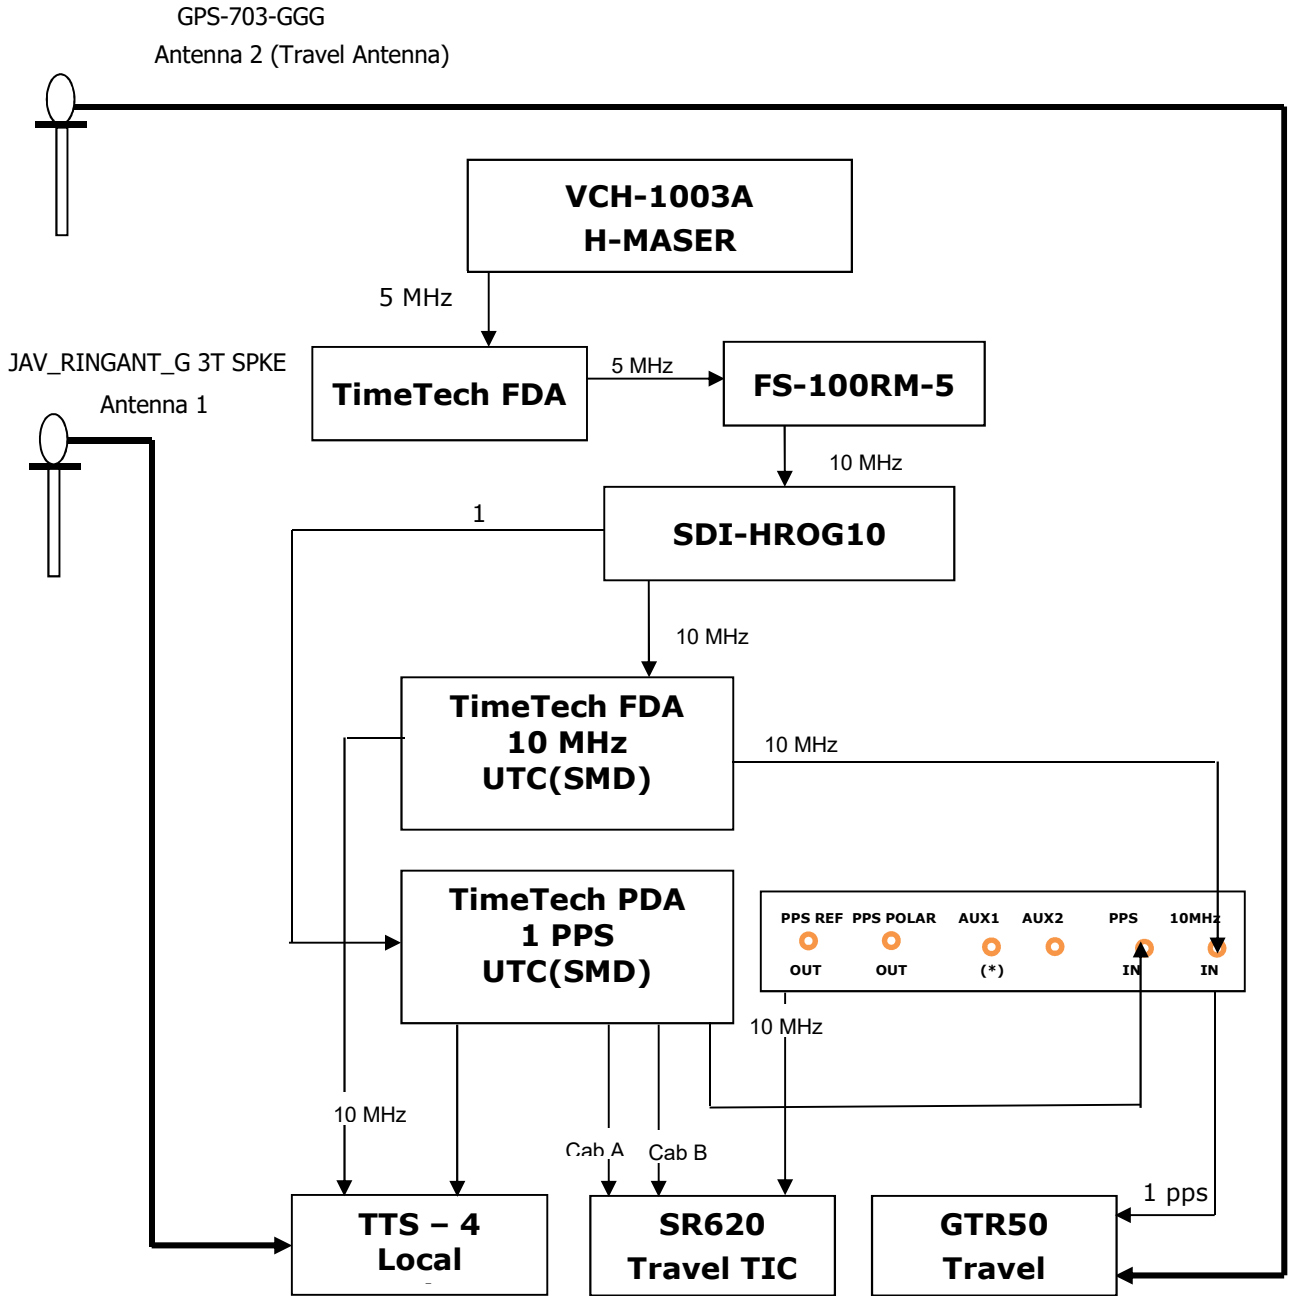 GPS-703-GGG
Antenna 2 (Travel Antenna)
VCH-1003A
H-MASER
5 MHz
JAV_RINGANT_G 3T SPKE
Antenna 1
TimeTech FDA
5 MHz
FS-100RM-5
10 MHz
1
SDI-HROG10
10 MHz
TimeTech FDA
10 MHz
UTC(SMD)
10 MHz
TimeTech PDA
1 PPS
UTC(SMD)
PPS REF PPS POLAR AUX1 AUX2 PPS 10MHz
OUT OUT (*) IN IN
10 MHz
10 MHz
Cab A Cab B
1 pps
TTS – 4
Local
SR620
Travel TIC
GTR50
Travel